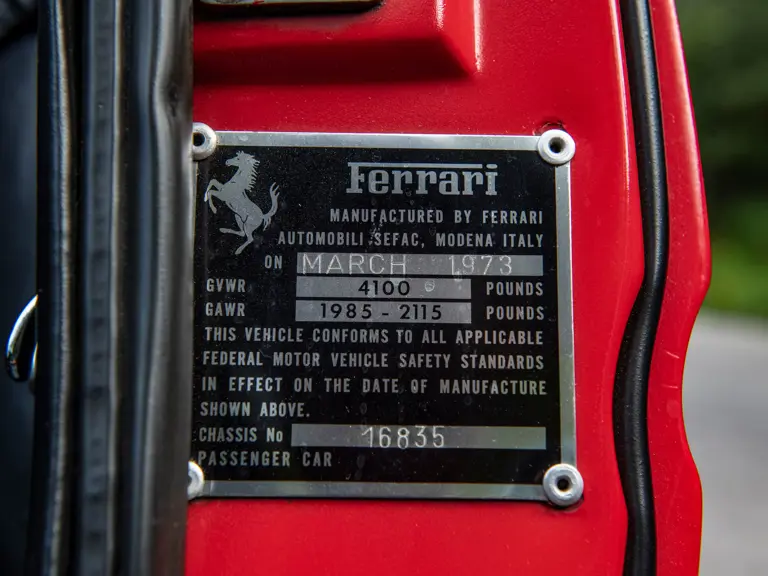 Ferrari
MANUFACTURED BY FERRARI
AUTOMOBILI SEFAC, MODENA ITALY
ON MARCH 1973
GVWR 4100 POUNDS
GAWR 1985 - 2115 POUNDS
THIS VEHICLE CONFORMS TO ALL APPLICABLE
FEDERAL MOTOR VEHICLE SAFETY STANDARDS
IN EFFECT ON THE DATE OF MANUFACTURE
SHOWN ABOVE.
CHASSIS No 16835
PASSENGER CAR